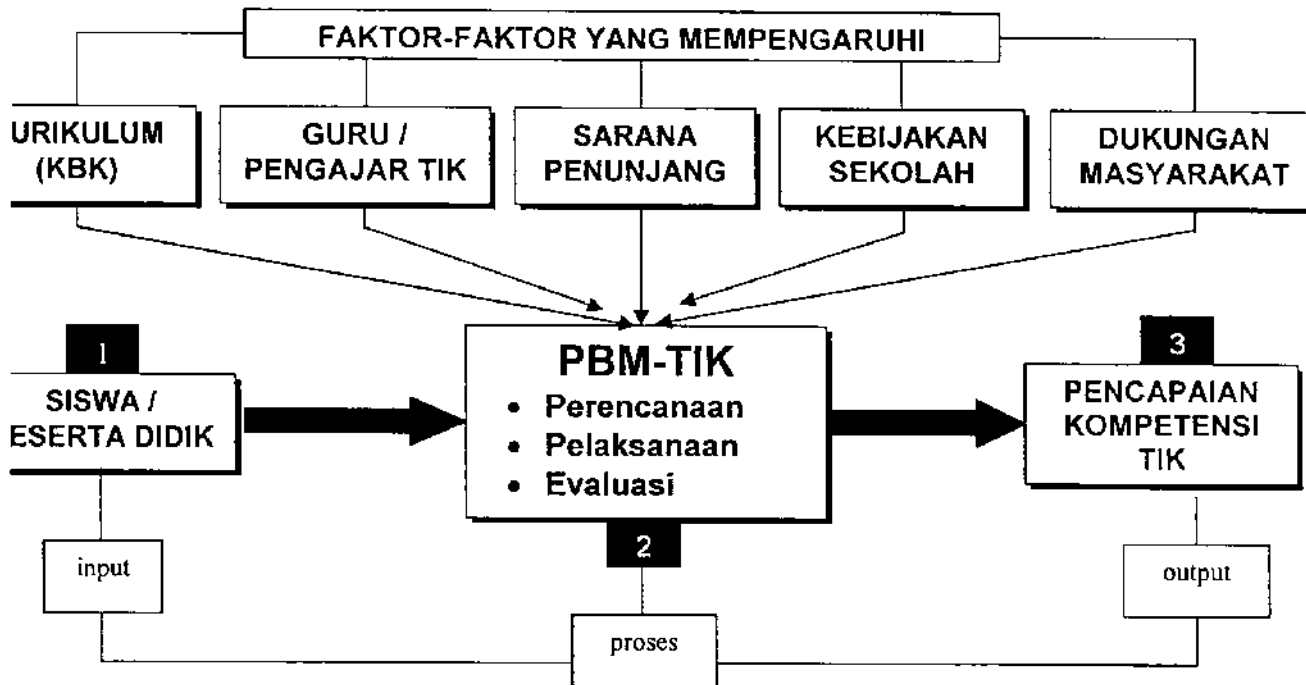 FAKTOR-FAKTOR YANG MEMPENGARUHI
URIKULUM
(KBK)
GURU /
PENGAJAR TIK
SARANA
PENUNJANG
KEBIJAKAN
SEKOLAH
DUKUNGAN
MASYARAKAT
1
SISWA /
ESERTA DIDIK
PBM-TIK
• Perencanaan
• Pelaksanaan
• Evaluasi
3
PENCAPAIAN
KOMPETENSI
TIK
2
input
proses
output